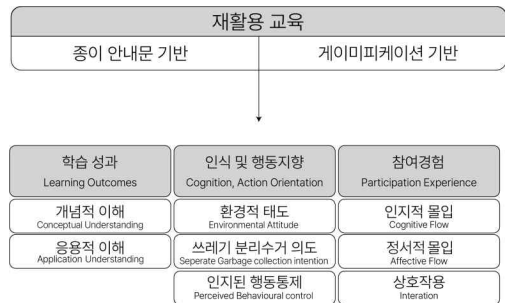 재활용 교육
종이 안내문 기반
게이미피케이션 기반
학습 성과
Learning Outcomes
개념적 이해
Conceptual Understanding
응용적 이해
Application Understanding
인식 및 행동지향
Cognition, Action Orientation
환경적 태도
Environmental Attitude
쓰레기 분리수거 의도
Seperate Garbage collection intention
인지된 행동통제
Perceived Behavioural control
참여경험
Participation Experience
인지적 몰입
Cognitive Flow
정서적 몰입
Affective Flow
상호작용
Interation